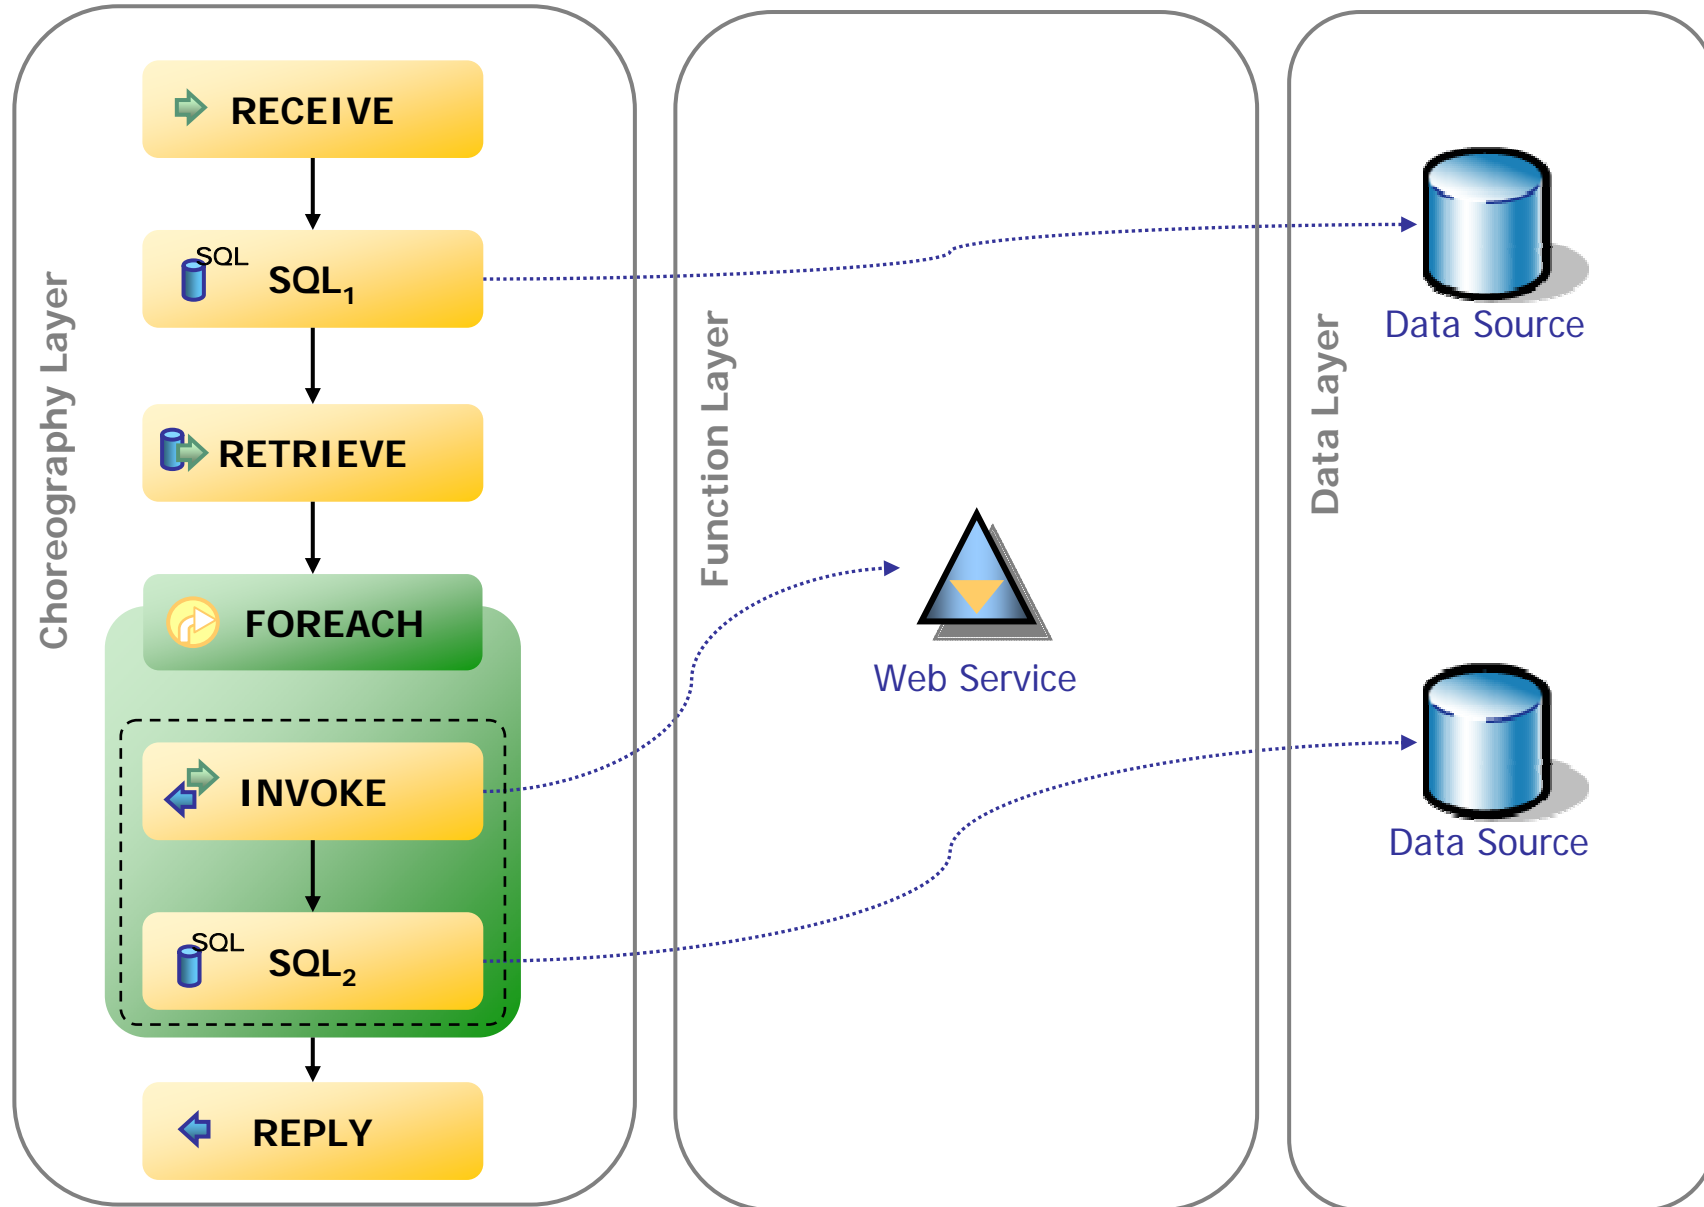 Choreography Layer
RECEIVE
SQL
SQL₁
RETRIEVE
FOREACH
INVOKE
SQL
SQL₂
REPLY
Function Layer
Web Service
Data Layer
Data Source
Data Source